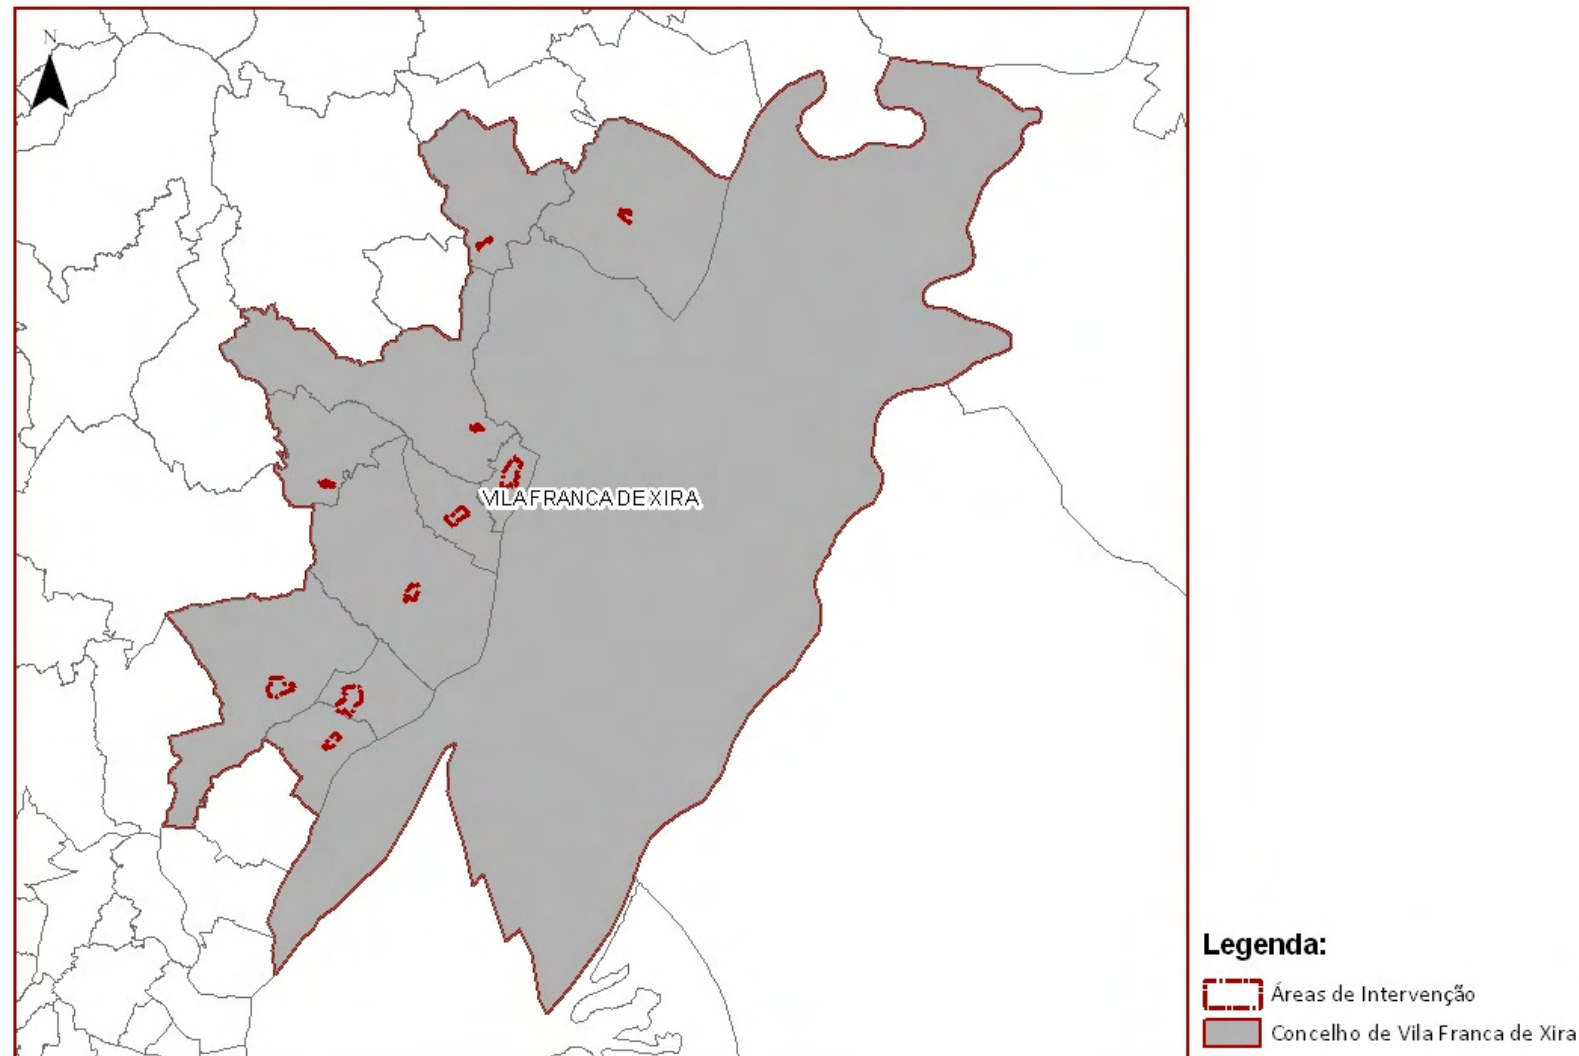 N
VILA FRANCA DE XIRA
Legenda:
Áreas de Intervenção
Concelho de Vila Franca de Xira